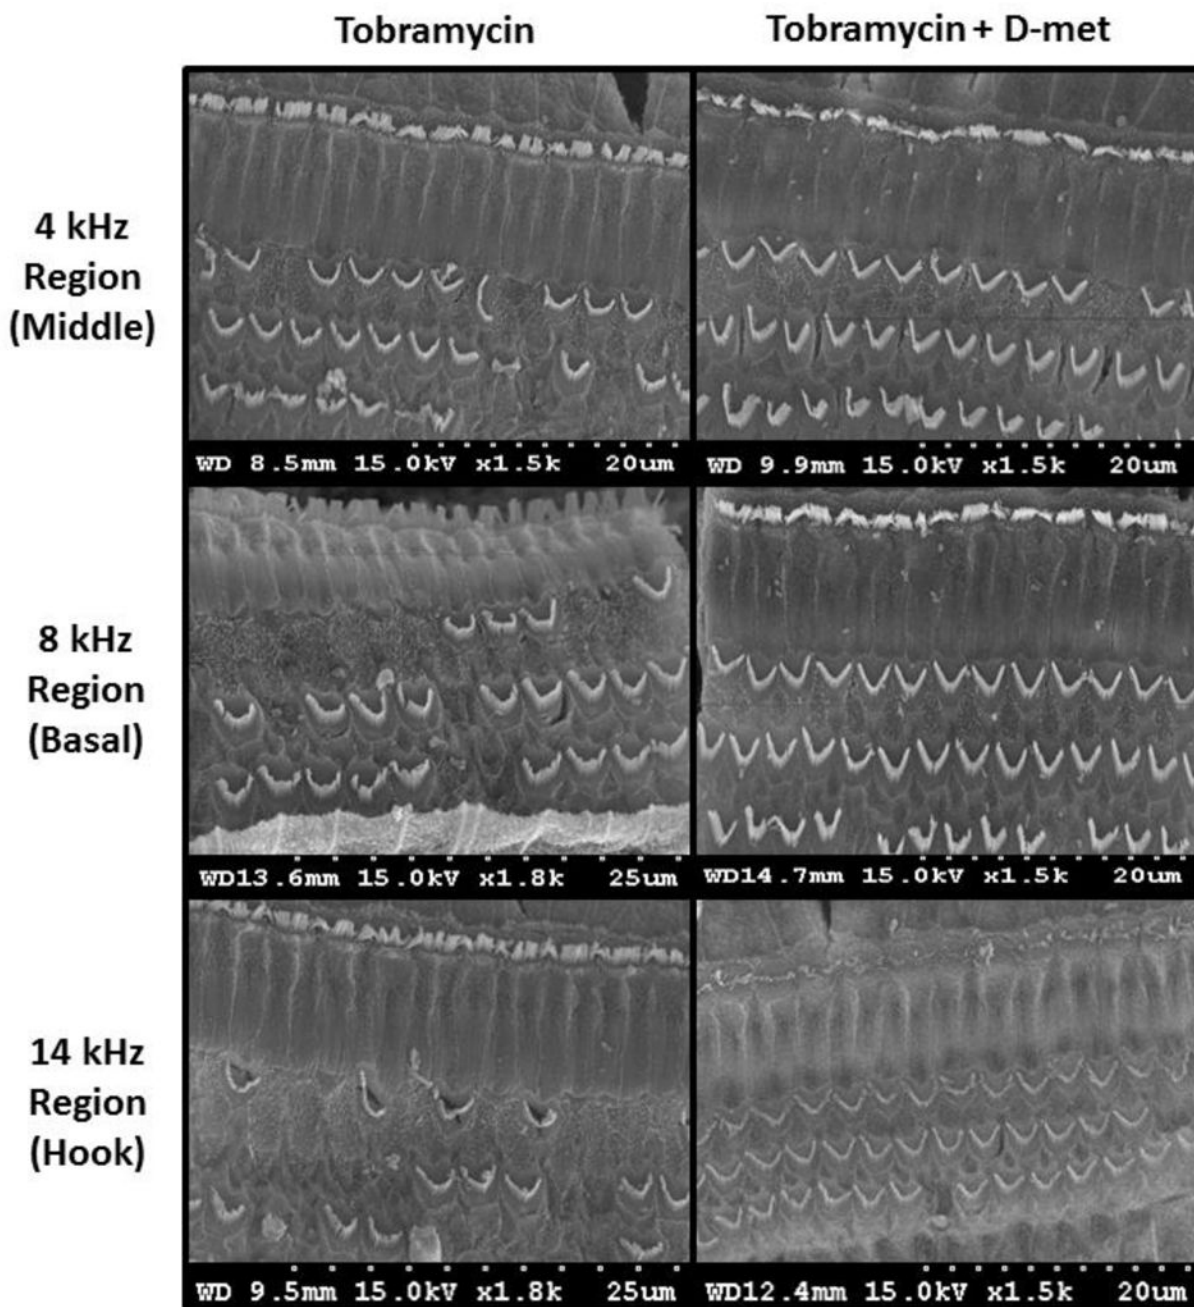 Tobramycin
Tobramycin + D-met
4 kHz
Region
(Middle)
WD 8.5mm 15.0kV x1.5k 20um
WD 9.9mm 15.0kV x1.5k 20um
8 kHz
Region
(Basal)
WD13.6mm 15.0kV x1.8k 25um
WD14.7mm 15.0kV x1.5k 20um
14 kHz
Region
(Hook)
WD 9.5mm 15.0kV x1.8k 25um
WD12.4mm 15.0kV x1.5k 20um